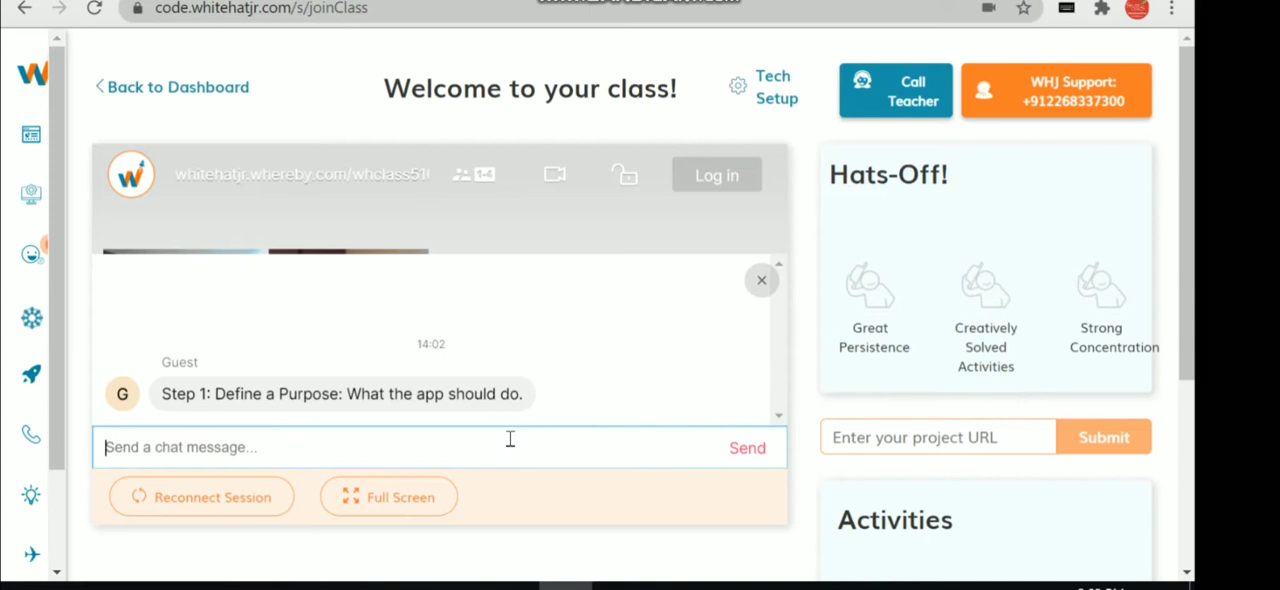 code.whitehatjr.com/s/joinClass
Back to Dashboard
Welcome to your class!
Tech
Setup
Call
Teacher
WHJ Support:
+912268337300
whitehatjr.whereby.com/whclass51
1-4
Log in
Hats-Off!
Great
Persistence
Creatively
Solved
Activities
Strong
Concentration
14:02
Guest
G
Step 1: Define a Purpose: What the app should do.
Send a chat message...
Send
Reconnect Session
Full Screen
Enter your project URL
Submit
Activities